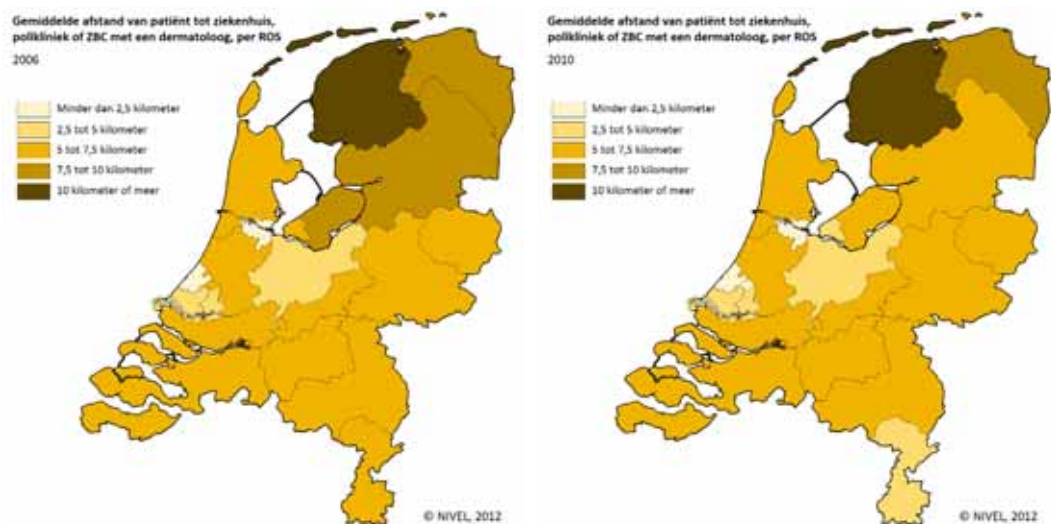 Gemiddelde afstand van patiënt tot ziekenhuis,
polikliniek of ZBC met een dermatoloog, per ROS
2006
Minder dan 2,5 kilometer
2,5 tot 5 kilometer
5 tot 7,5 kilometer
7,5 tot 10 kilometer
10 kilometer of meer
© NIVEL, 2012
Gemiddelde afstand van patiënt tot ziekenhuis,
polikliniek of ZBC met een dermatoloog, per ROS
2010
Minder dan 2,5 kilometer
2,5 tot 5 kilometer
5 tot 7,5 kilometer
7,5 tot 10 kilometer
10 kilometer of meer
© NIVEL, 2012